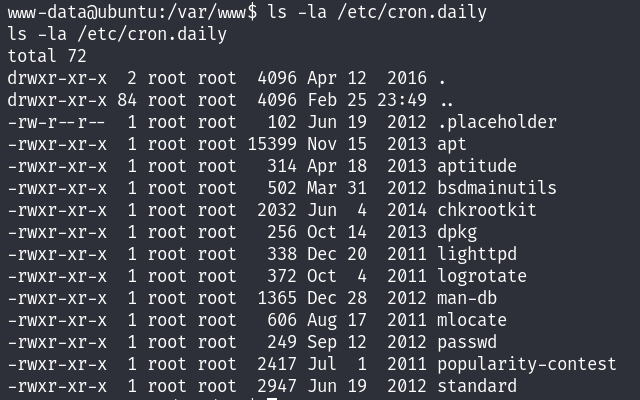 www-data@ubuntu:/var/www$ ls -la /etc/cron.daily
ls -la /etc/cron.daily
total 72
drwxr-xr-x  2 root root  4096 Apr 12  2016 .
drwxr-xr-x 84 root root  4096 Feb 25 23:49 ..
-rw-r--r--  1 root root   102 Jun 19  2012 .placeholder
-rwxr-xr-x  1 root root 15399 Nov 15  2013 apt
-rwxr-xr-x  1 root root   314 Apr 18  2013 aptitude
-rwxr-xr-x  1 root root   502 Mar 31  2012 bsdmainutils
-rwxr-xr-x  1 root root  2032 Jun  4  2014 chkrootkit
-rwxr-xr-x  1 root root   256 Oct 14  2013 dpkg
-rwxr-xr-x  1 root root   338 Dec 20  2011 lighttpd
-rwxr-xr-x  1 root root   372 Oct  4  2011 logrotate
-rwxr-xr-x  1 root root  1365 Dec 28  2012 man-db
-rwxr-xr-x  1 root root   606 Aug 17  2011 mlocate
-rwxr-xr-x  1 root root   249 Sep 12  2012 passwd
-rwxr-xr-x  1 root root  2417 Jul  1  2011 popularity-contest
-rwxr-xr-x  1 root root  2947 Jun 19  2012 standard